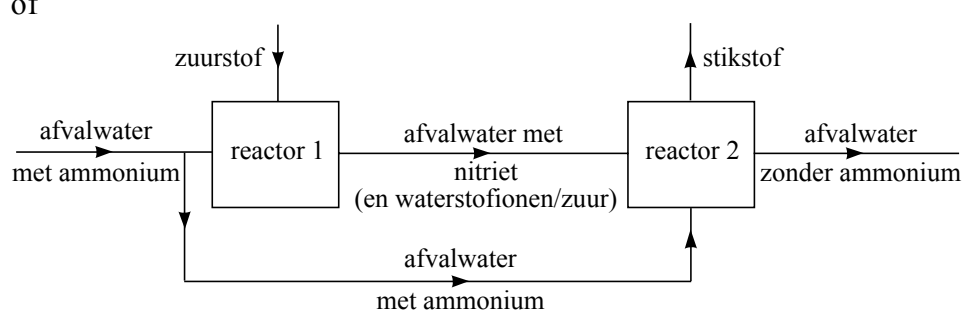 of
zuurstof
stikstof
afvalwater
met ammonium
reactor 1
afvalwater met
nitriet
(en waterstofionen/zuur)
reactor 2
afvalwater
zonder ammonium
afvalwater
met ammonium